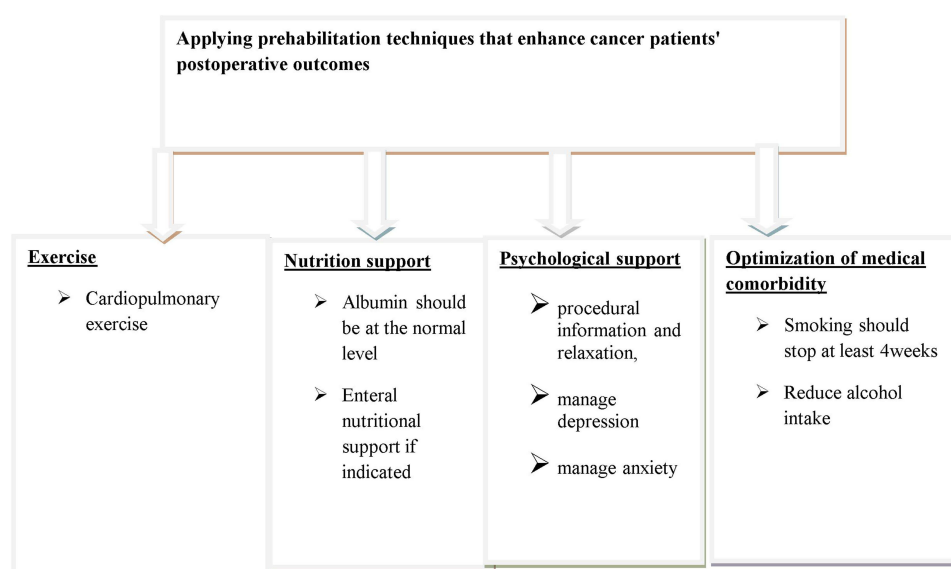 Applying prehabilitation techniques that enhance cancer patients'
postoperative outcomes
Exercise
➢ Cardiopulmonary
exercise
Nutrition support
➢ Albumin should
be at the normal
level
➢ Enteral
nutritional
support if
indicated
Psychological support
➢ procedural
information and
relaxation,
➢ manage
depression
➢ manage anxiety
Optimization of medical
comorbidity
➢ Smoking should
stop at least 4weeks
➢ Reduce alcohol
intake